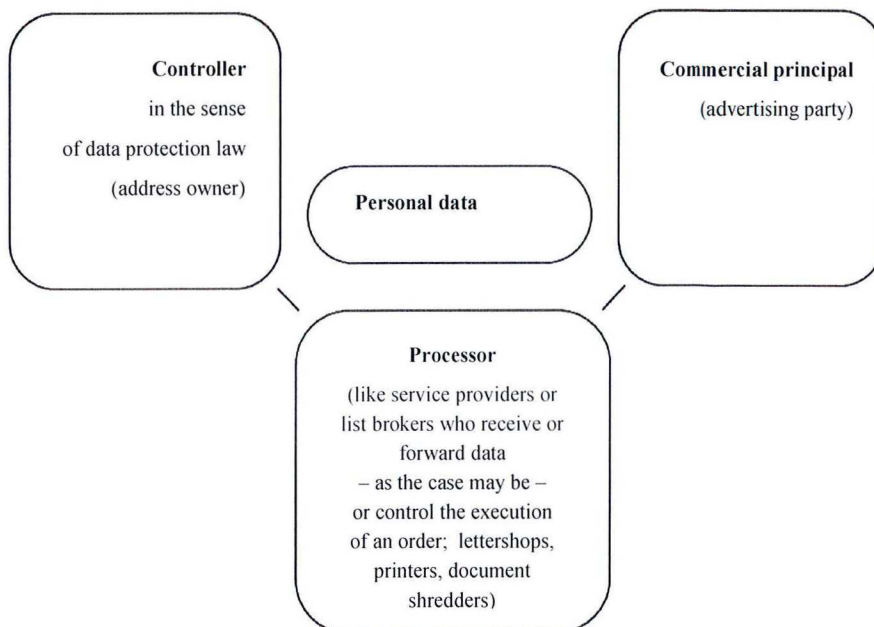 Controller
in the sense
of data protection law
(address owner)
Commercial principal
(advertising party)
Personal data
Processor
(like service providers or
list brokers who receive or
forward data
– as the case may be –
or control the execution
of an order; lettershops,
printers, document
shredders)